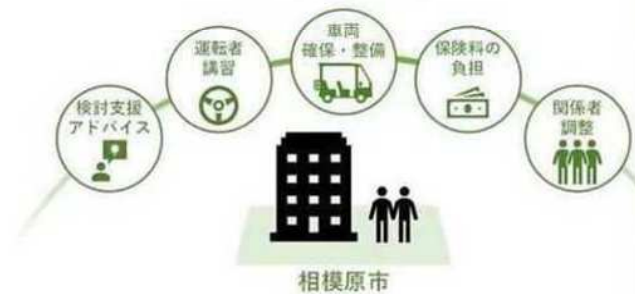 検討支援
アドバイス
運転者
講習
車両
確保・整備
保険料の
負担
関係者
調整
相模原市